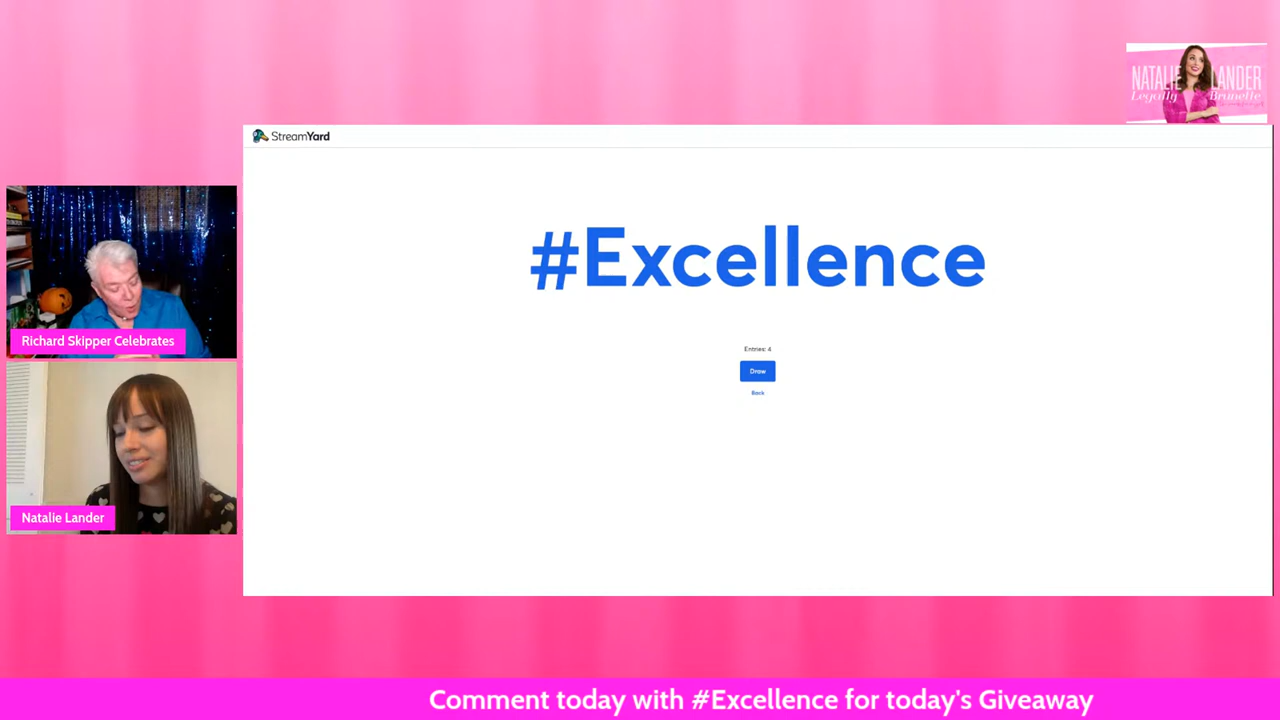 NATALIE LANDER
Legally Brunette
StreamYard
#Excellence
Entries: 4
Draw
Back
Richard Skipper Celebrates
Natalie Lander
Comment today with #Excellence for today's Giveaway